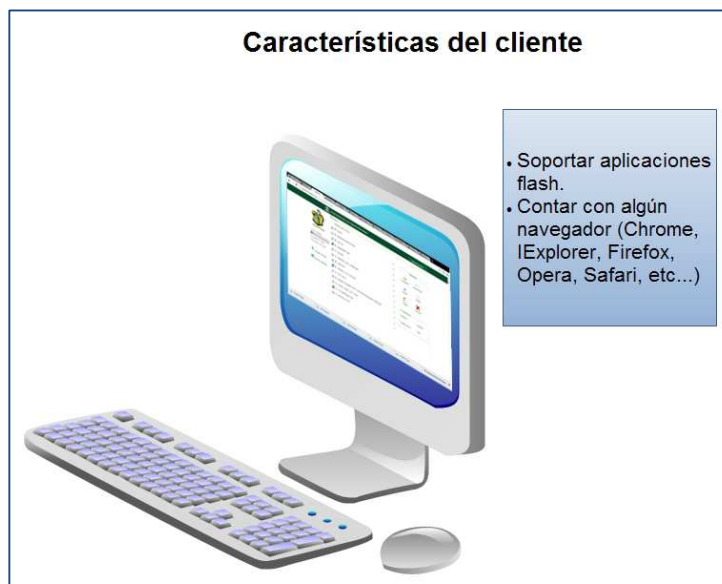 Características del cliente
• Soportar aplicaciones
flash.
• Contar con algún
navegador (Chrome,
IExplorer, Firefox,
Opera, Safari, etc...)